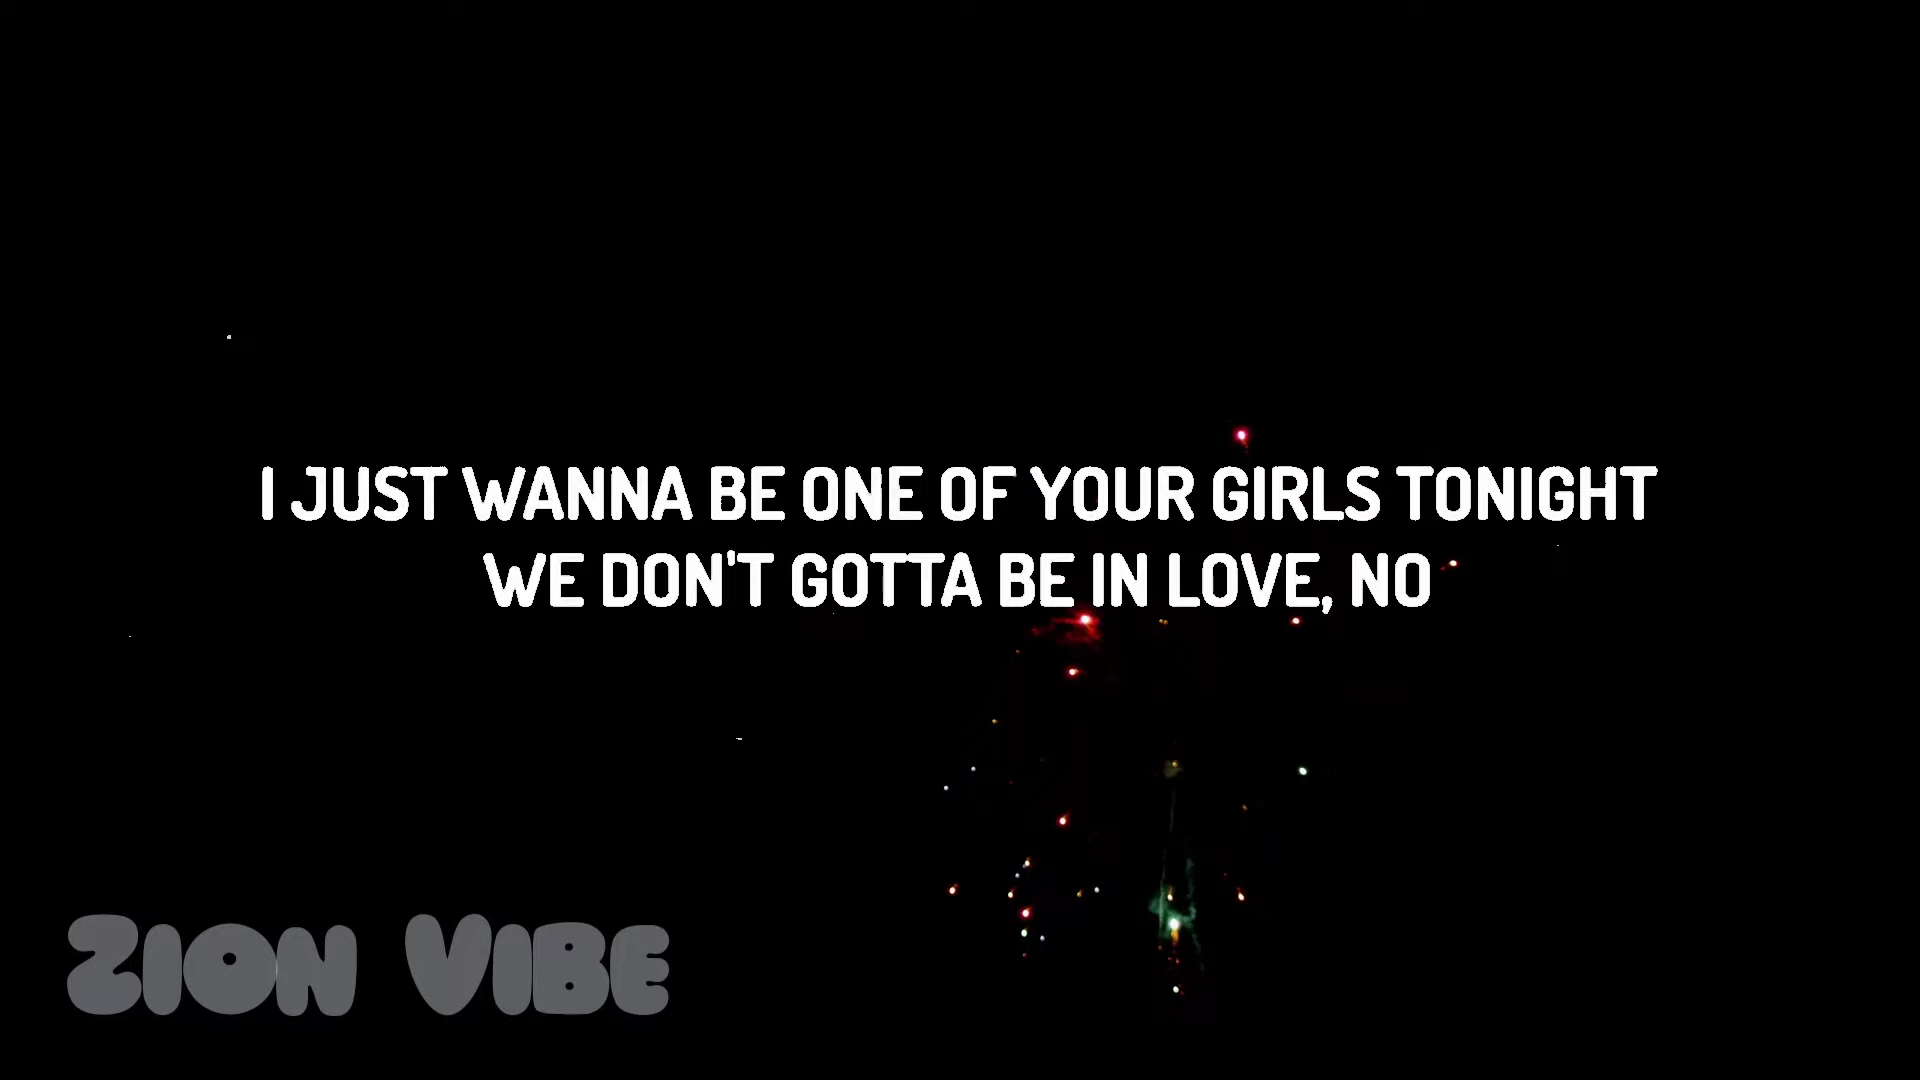 I JUST WANNA BE ONE OF YOUR GIRLS TONIGHT
WE DON'T GOTTA BE IN LOVE, NO
ZION VIBE